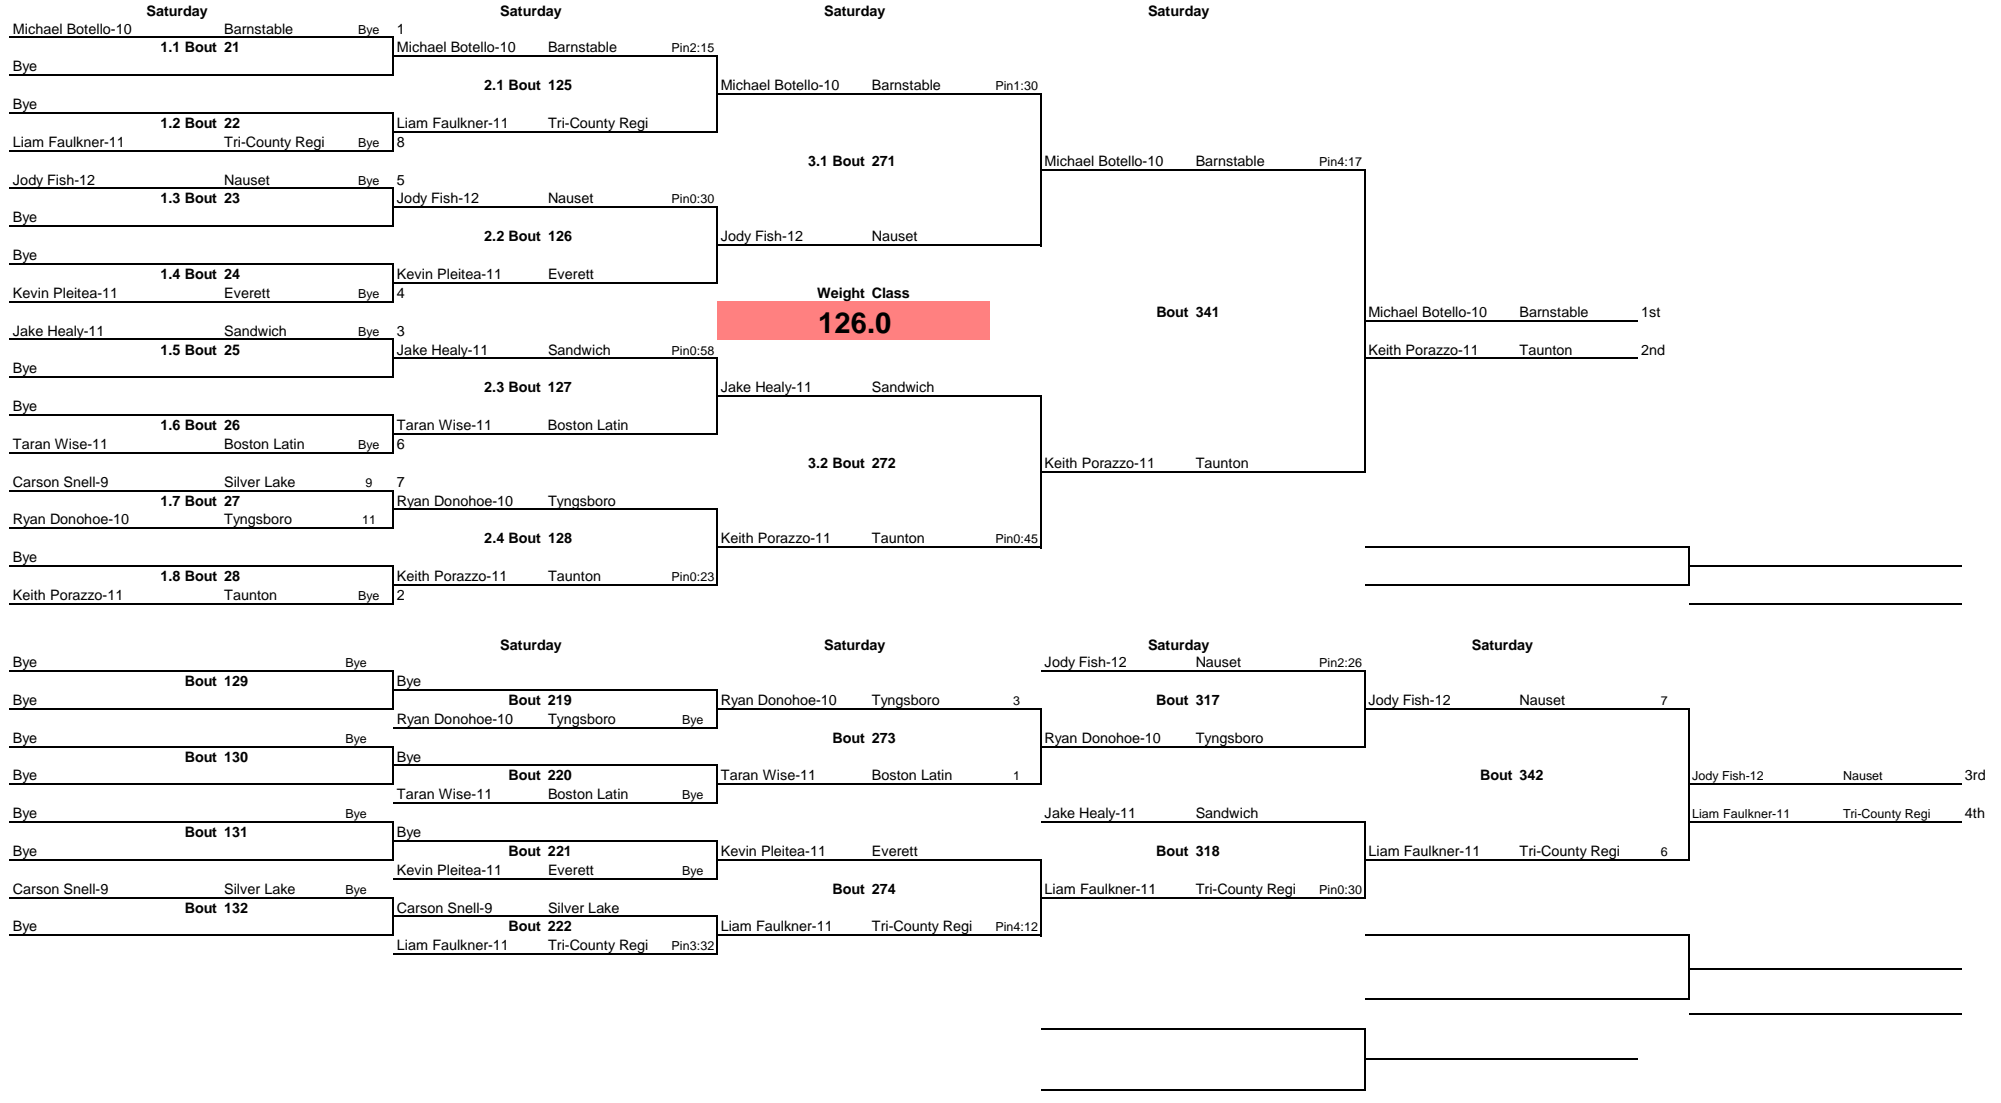 Saturday Saturday Saturday Saturday
Michael Botello-10 Barnstable Bye 1
1.1 Bout 21 Michael Botello-10 Barnstable Pin2:15
Bye
2.1 Bout 125 Michael Botello-10 Barnstable Pin1:30
Bye
1.2 Bout 22 Liam Faulkner-11 Tri-County Regi
Liam Faulkner-11 Tri-County Regi Bye 8
3.1 Bout 271 Michael Botello-10 Barnstable Pin4:17
Jody Fish-12 Nauset Bye 5
1.3 Bout 23 Jody Fish-12 Nauset Pin0:30
Bye
2.2 Bout 126 Jody Fish-12 Nauset
Bye
1.4 Bout 24 Kevin Pleitea-11 Everett
Kevin Pleitea-11 Everett Bye 4 Weight Class
Bout 341 Michael Botello-10 Barnstable 1st
126.0
Jake Healy-11 Sandwich Bye 3
1.5 Bout 25 Jake Healy-11 Sandwich Pin0:58 Keith Porazzo-11 Taunton 2nd
Bye
2.3 Bout 127 Jake Healy-11 Sandwich
Bye
1.6 Bout 26 Taran Wise-11 Boston Latin
Taran Wise-11 Boston Latin Bye 6
3.2 Bout 272 Keith Porazzo-11 Taunton
Carson Snell-9 Silver Lake 9 7
1.7 Bout 27 Ryan Donohoe-10 Tyngsboro
Ryan Donohoe-10 Tyngsboro 11
2.4 Bout 128 Keith Porazzo-11 Taunton Pin0:45
Bye
1.8 Bout 28 Keith Porazzo-11 Taunton Pin0:23
Keith Porazzo-11 Taunton Bye 2
Saturday Saturday Saturday Saturday
Bye Bye Jody Fish-12 Nauset Pin2:26
Bout 129 Bye
Bye Bout 219 Ryan Donohoe-10 Tyngsboro 3 Bout 317 Jody Fish-12 Nauset 7
Ryan Donohoe-10 Tyngsboro Bye
Bye Bye Bout 273 Ryan Donohoe-10 Tyngsboro
Bout 130 Bye
Bye Bout 220 Taran Wise-11 Boston Latin 1 Bout 342 Jody Fish-12 Nauset 3rd
Taran Wise-11 Boston Latin Bye
Bye Bye Jake Healy-11 Sandwich Liam Faulkner-11 Tri-County Regi 4th
Bout 131 Bye
Bye Bout 221 Kevin Pleitea-11 Everett Bout 318 Liam Faulkner-11 Tri-County Regi 6
Kevin Pleitea-11 Everett Bye
Carson Snell-9 Silver Lake Bye Bout 274 Liam Faulkner-11 Tri-County Regi Pin0:30
Bout 132 Carson Snell-9 Silver Lake
Bye Bout 222 Liam Faulkner-11 Tri-County Regi Pin4:12
Liam Faulkner-11 Tri-County Regi Pin3:32